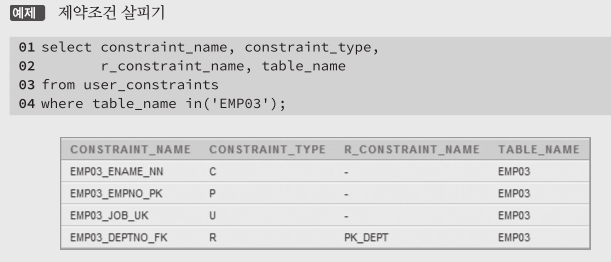 예제 제약조건 살피기
01 select constraint_name, constraint_type,
02 r_constraint_name, table_name
03 from user_constraints
04 where table_name in('EMP03');
CONSTRAINT_NAME CONSTRAINT_TYPE R_CONSTRAINT_NAME TABLE_NAME
EMP03_ENAME_NN C - EMP03
EMP03_EMPNO_PK P - EMP03
EMP03_JOB_UK U - EMP03
EMP03_DEPTNO_FK R PK_DEPT EMP03